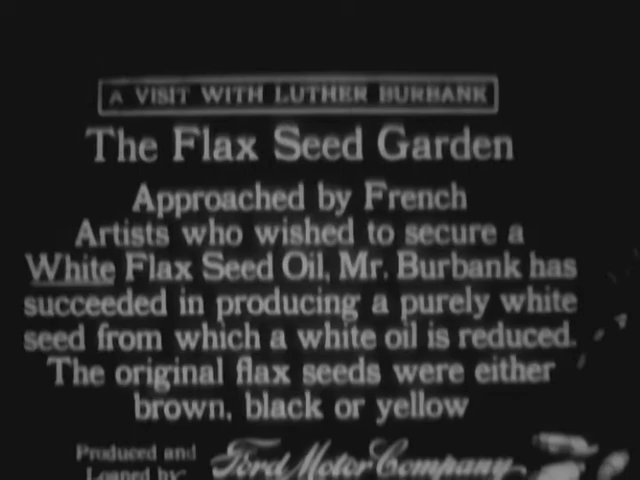 A VISIT WITH LUTHER BURBANK
The Flax Seed Garden
Approached by French
Artists who wished to secure a
White Flax Seed Oil, Mr. Burbank has
succeeded in producing a purely white
seed from which a white oil is reduced.
The original flax seeds were either
brown, black or yellow
Produced and
Loaned by
Ford Motor Company